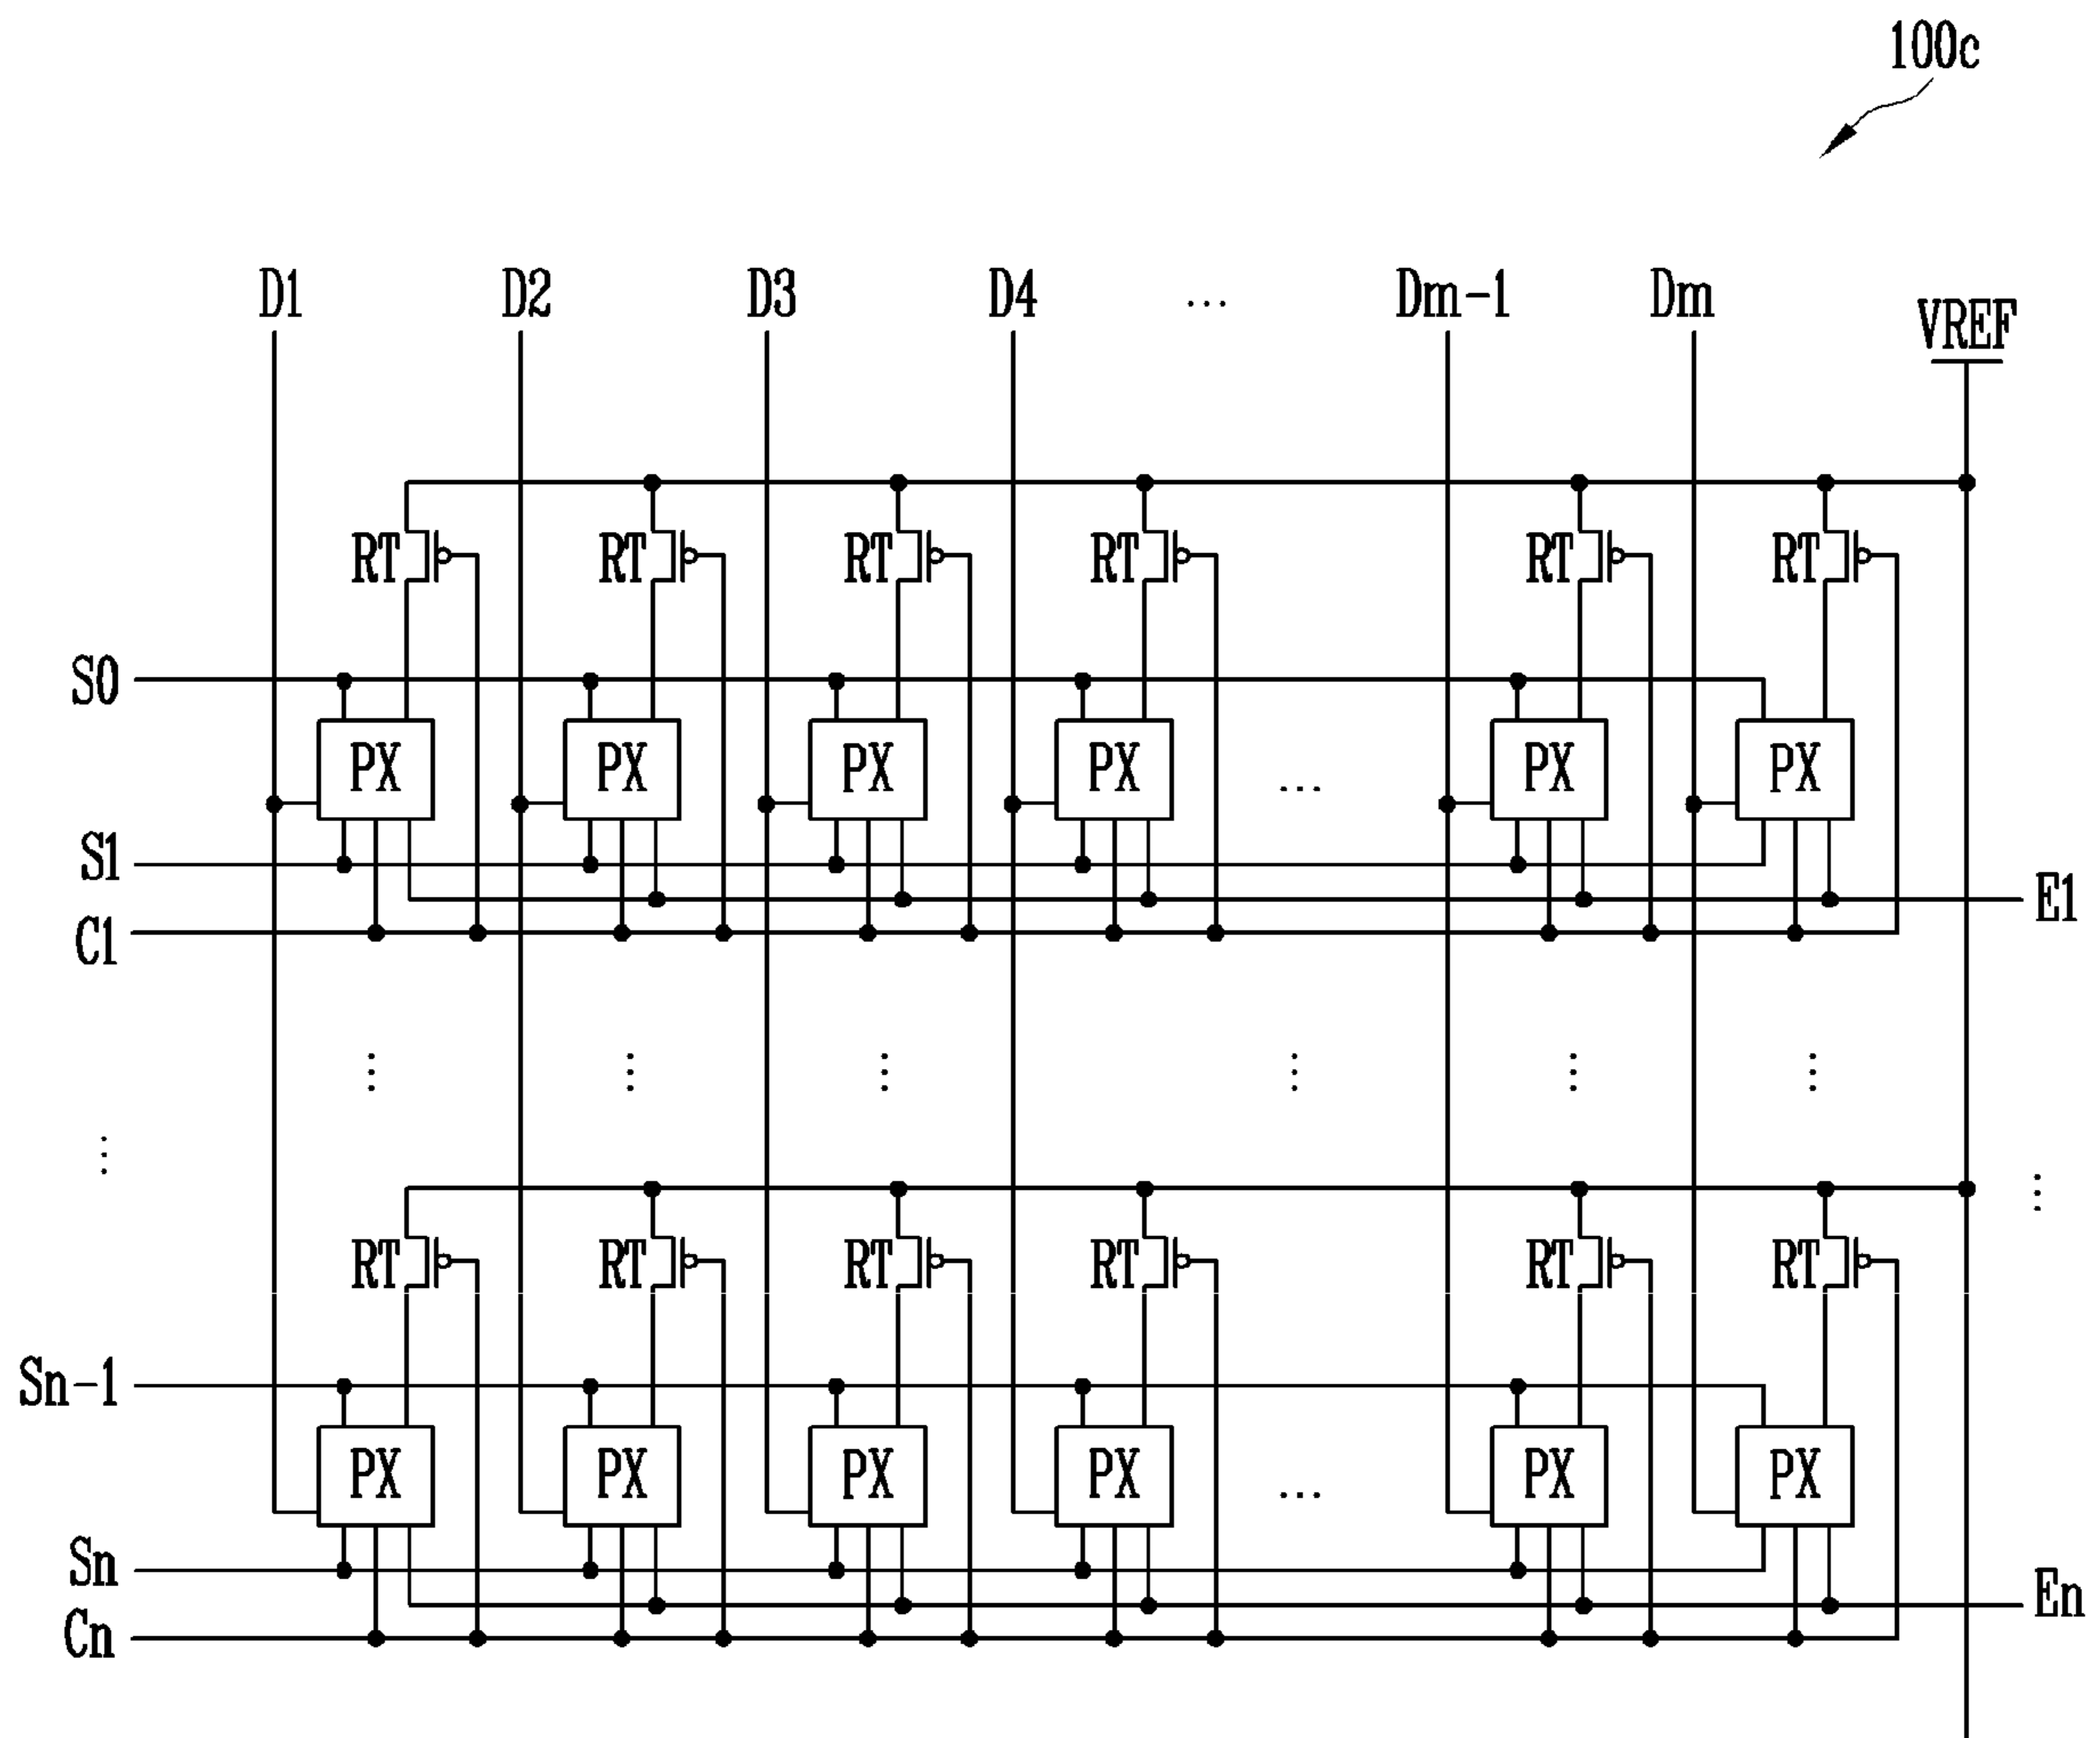 100c
D1 D2 D3 D4 ... Dm-1 Dm VREF
RT RT RT RT RT RT
S0
PX PX PX PX ... PX PX
S1
E1
C1
RT RT RT RT RT RT
Sn-1
PX PX PX PX ... PX PX
Sn
En
Cn